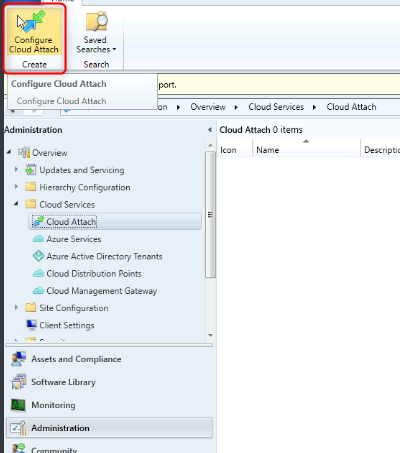 Configure
Cloud Attach
Saved
Searches
Create
Search
Configure Cloud Attach
Configure Cloud Attach
port.
Overview
Cloud Services
Cloud Attach
Administration
Cloud Attach 0 items
Icon
Name
Descriptio
Overview
Updates and Servicing
Hierarchy Configuration
Cloud Services
Cloud Attach
Azure Services
Azure Active Directory Tenants
Cloud Distribution Points
Cloud Management Gateway
Site Configuration
Client Settings
Assets and Compliance
Software Library
Monitoring
Administration
Community